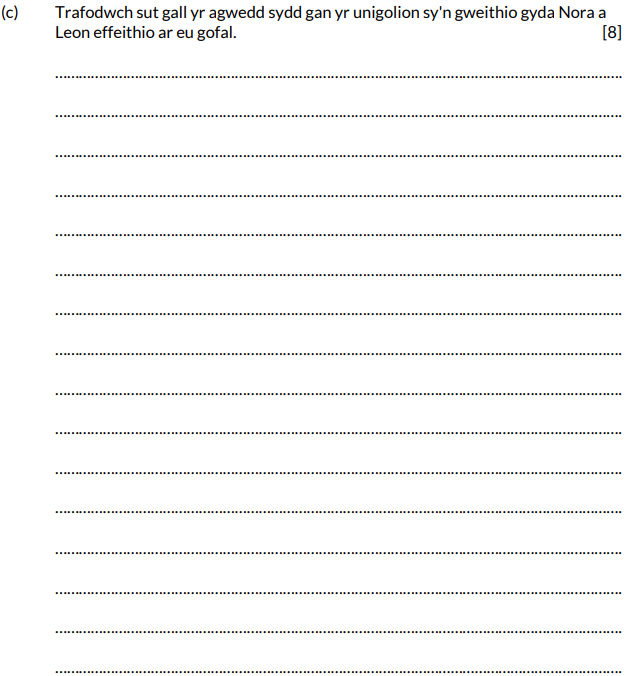 (c) Trafodwch sut gall yr agwedd sydd gan yr unigolion sy'n gweithio gyda Nora a
Leon effeithio ar eu gofal. [8]